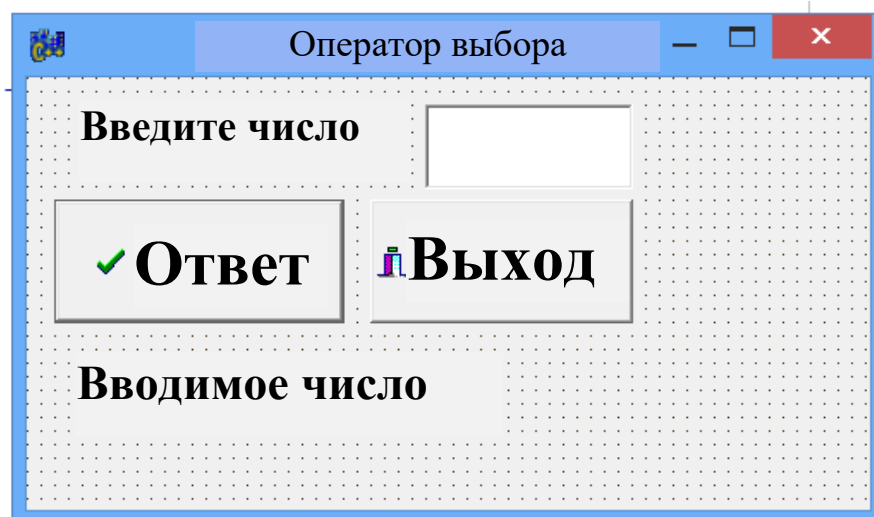 Оператор выбора
Введите число
Ответ
Выход
Вводимое число